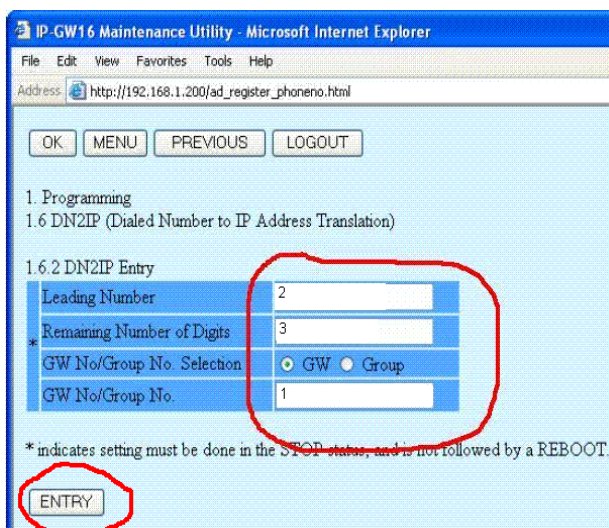 IP-GW16 Maintenance Utility - Microsoft Internet Explorer
File Edit View Favorites Tools Help
Address http://192.168.1.200/ad_register_phoneno.html
OK MENU PREVIOUS LOGOUT
1. Programming
1.6 DN2IP (Dialed Number to IP Address Translation)
1.6.2 DN2IP Entry
Leading Number 2
* Remaining Number of Digits 3
GW No/Group No. Selection GW Group
GW No/Group No. 1
* indicates setting must be done in the STOP status, and is not followed by a REBOOT.
ENTRY